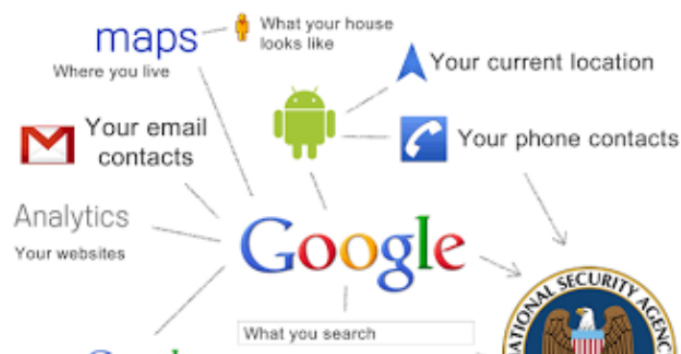 maps
What your house
looks like
Where you live
Your current location
Your email
contacts
Your phone contacts
Analytics
Your websites
Google
What you search
NATIONAL SECURITY AGENC